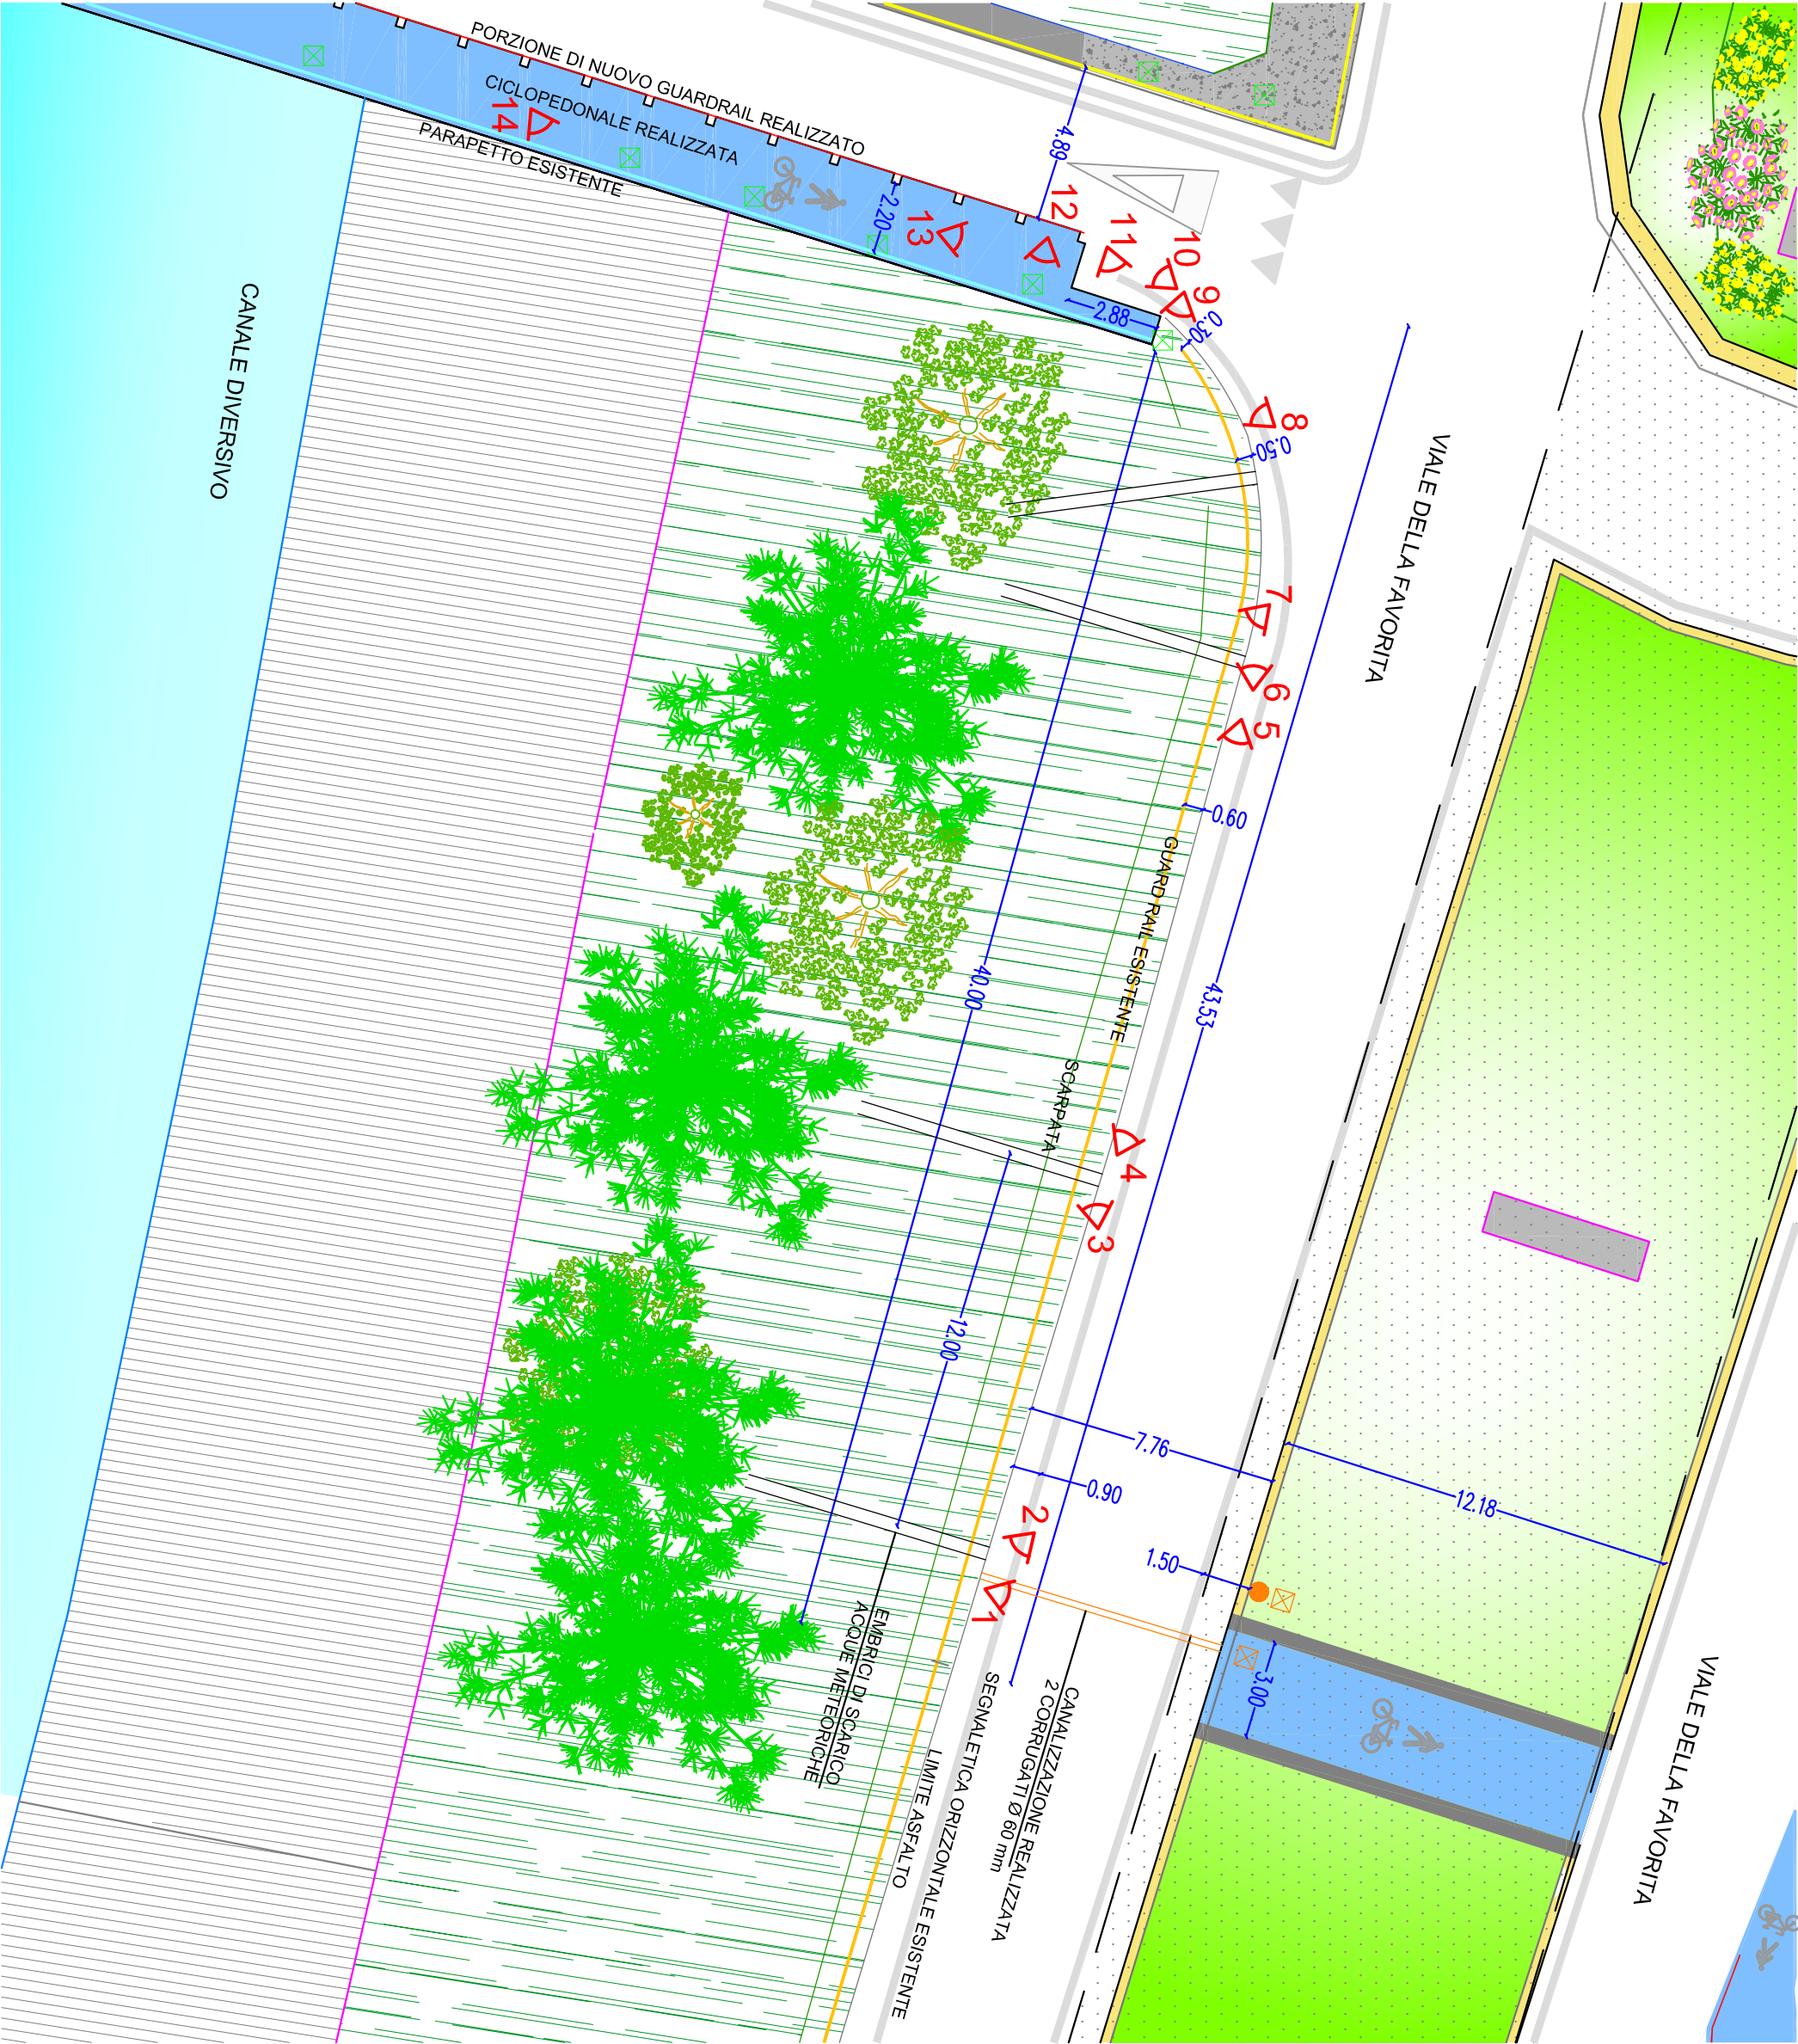 PORZIONE DI NUOVO GUARDRAIL REALIZZATO
CICLOPEDONALE REALIZZATA
PARAPETTO ESISTENTE
14
4.89
2.20
13
12
11
10
9
0.30
2.88
8
0.50
CANALE DIVERSIVO
VIALE DELLA FAVORITA
7
6
5
0.60
GUARD RAIL ESISTENTE
40.00
43.53
SCARPATA
4
3
12.00
7.76
0.90
12.18
2
1.50
1
3.00
EMBRICI DI SCARICO
ACQUE METEORICHE
CANALIZZAZIONE REALIZZATA
2 CORRUGATI Ø 60 mm
SEGNALETICA ORIZZONTALE ESISTENTE
LIMITE ASFALTO
VIALE DELLA FAVORITA